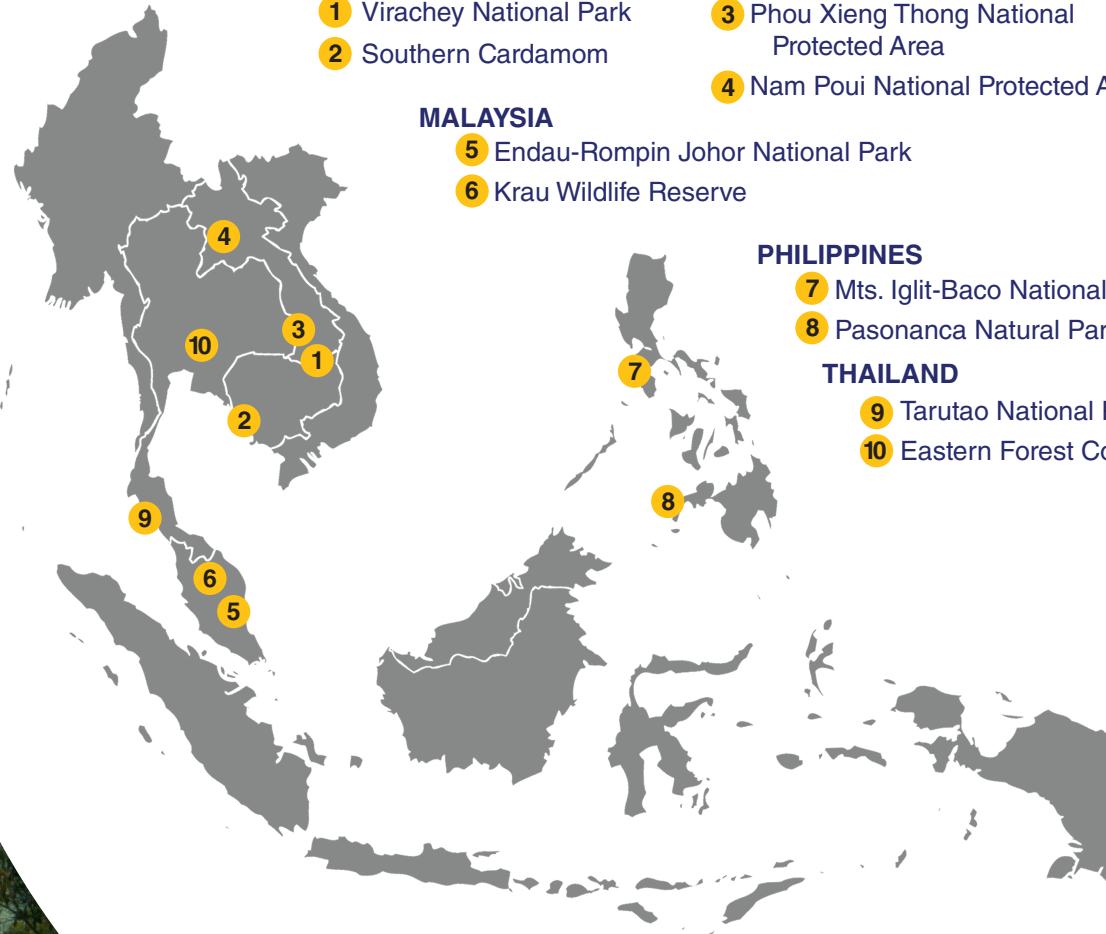 1 Virachey National Park
2 Southern Cardamom
3 Phou Xieng Thong National
Protected Area
4 Nam Poui National Protected
MALAYSIA
5 Endau-Rompin Johor National Park
6 Krau Wildlife Reserve
PHILIPPINES
7 Mts. Iglit-Baco National
8 Pasonanca Natural
THAILAND
9 Tarutao National
10 Eastern Forest
4
3
10
1
7
2
8
9
6
5